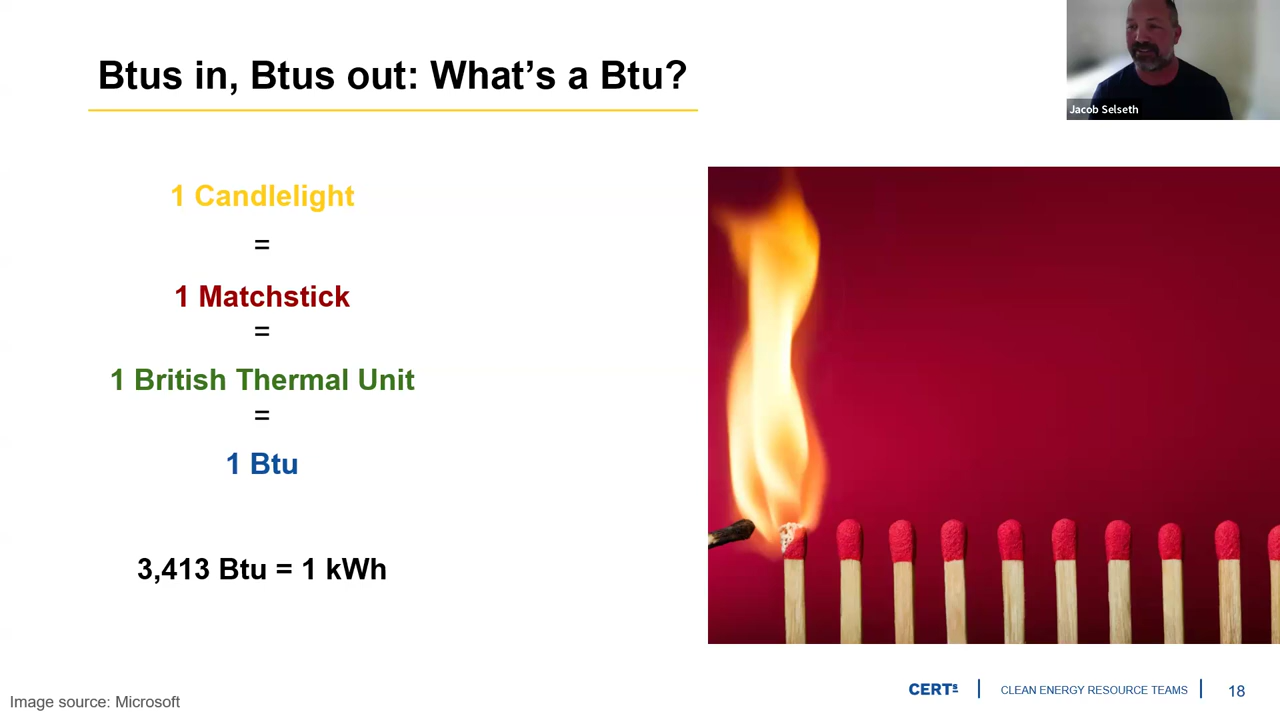 Btus in, Btus out: What's a Btu?
Jacob Selseth
1 Candlelight
=
1 Matchstick
=
1 British Thermal Unit
=
1 Btu
3,413 Btu = 1 kWh
Image source: Microsoft
CERTs | CLEAN ENERGY RESOURCE TEAMS | 18